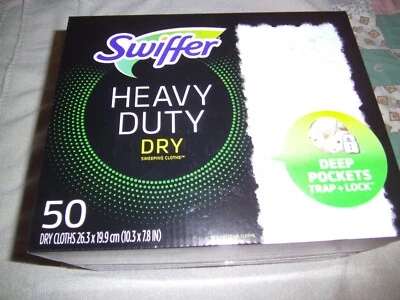 Swiffer
HEAVY
DUTY
DRY
SWEEPING CLOTHS™
DEEP
POCKETS
TRAP + LOCK
50
DRY CLOTHS 26.3 x 19.9 cm (10.3 x 7.8 IN)